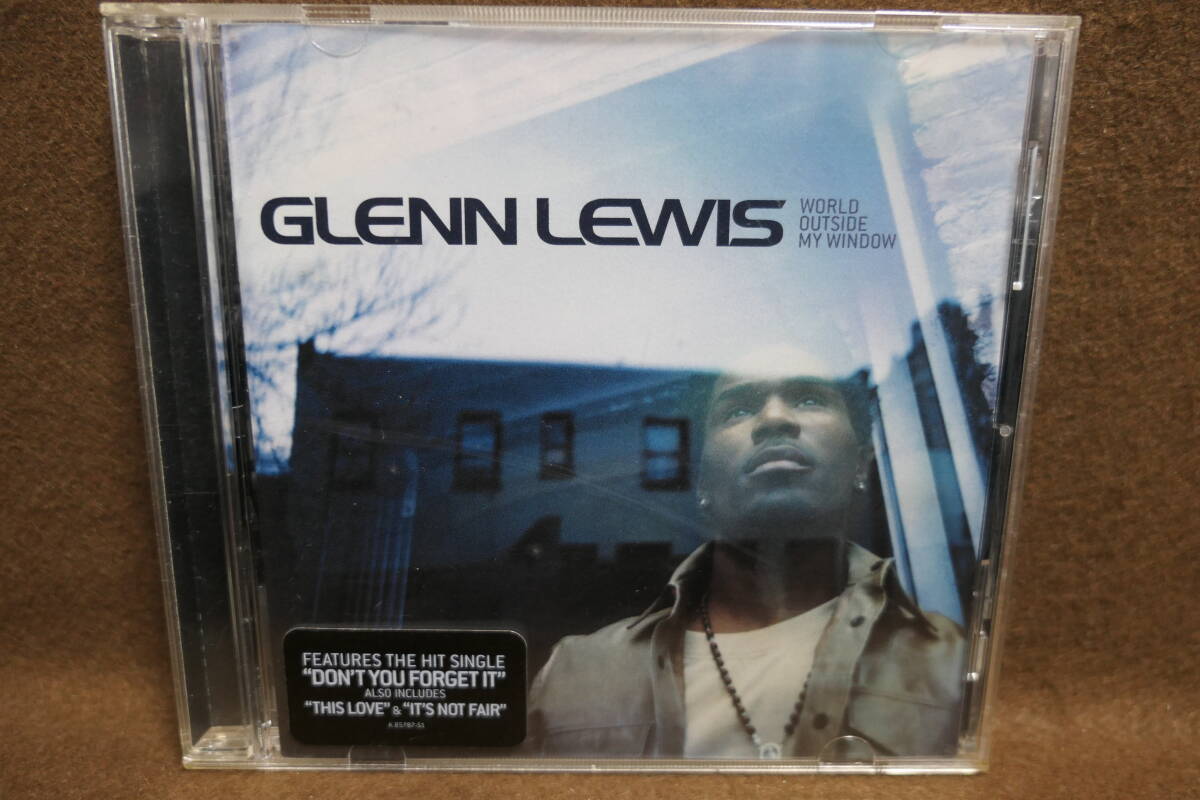 GLENN LEWIS
WORLD
OUTSIDE
MY WINDOW
FEATURES THE HIT SINGLE
"DON'T YOU FORGET IT"
ALSO INCLUDES
"THIS LOVE" & "IT'S NOT FAIR"